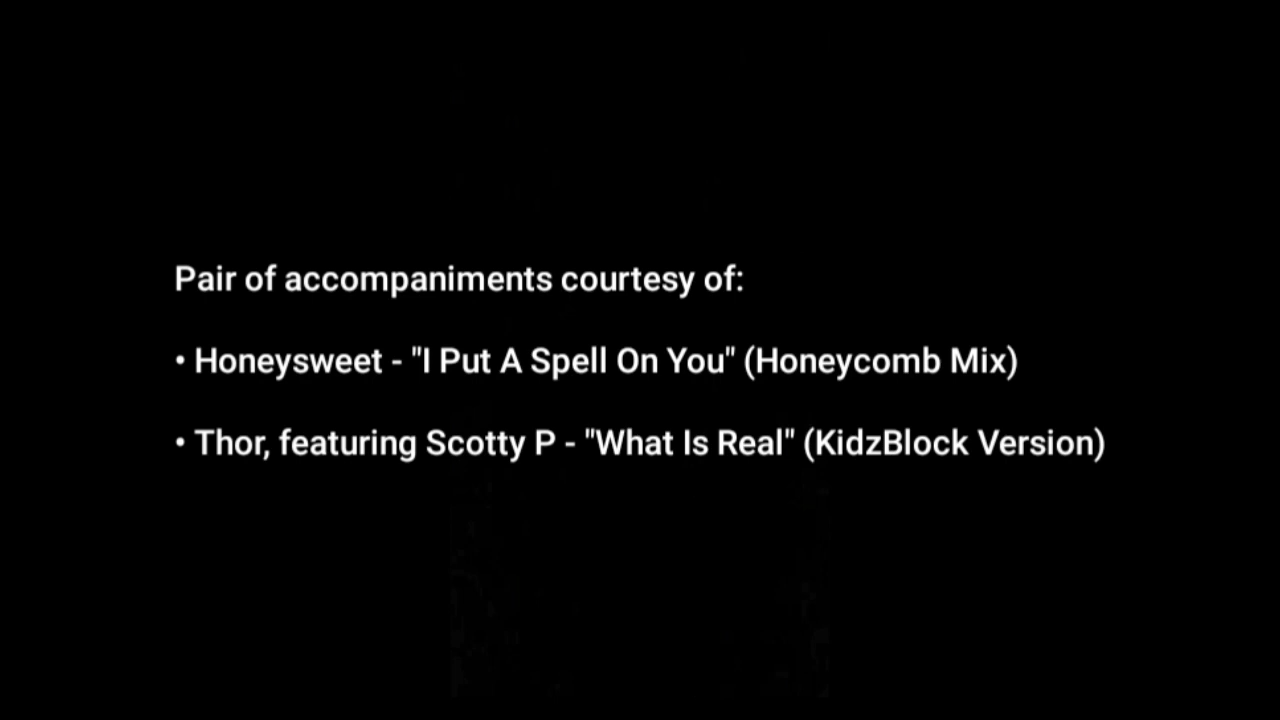 Pair of accompaniments courtesy of:
• Honeysweet - "I Put A Spell On You" (Honeycomb Mix)
• Thor, featuring Scotty P - "What Is Real" (KidzBlock Version)